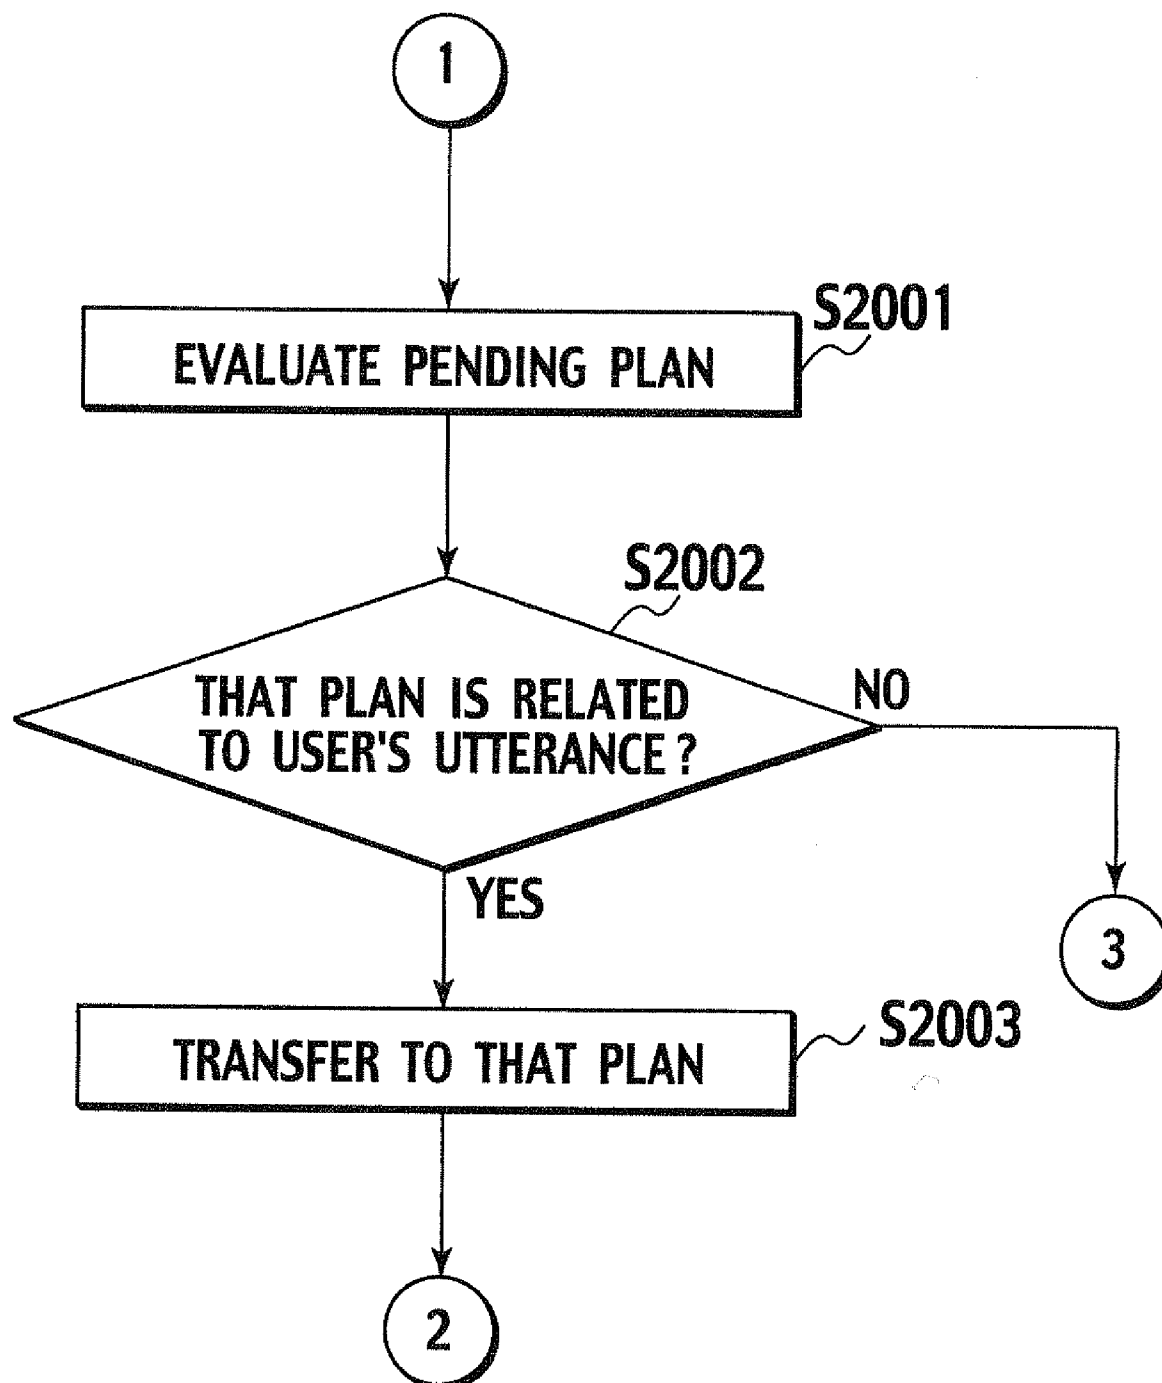 1
S2001
EVALUATE PENDING PLAN
S2002
THAT PLAN IS RELATED
TO USER'S UTTERANCE ?
NO
YES
3
S2003
TRANSFER TO THAT PLAN
2